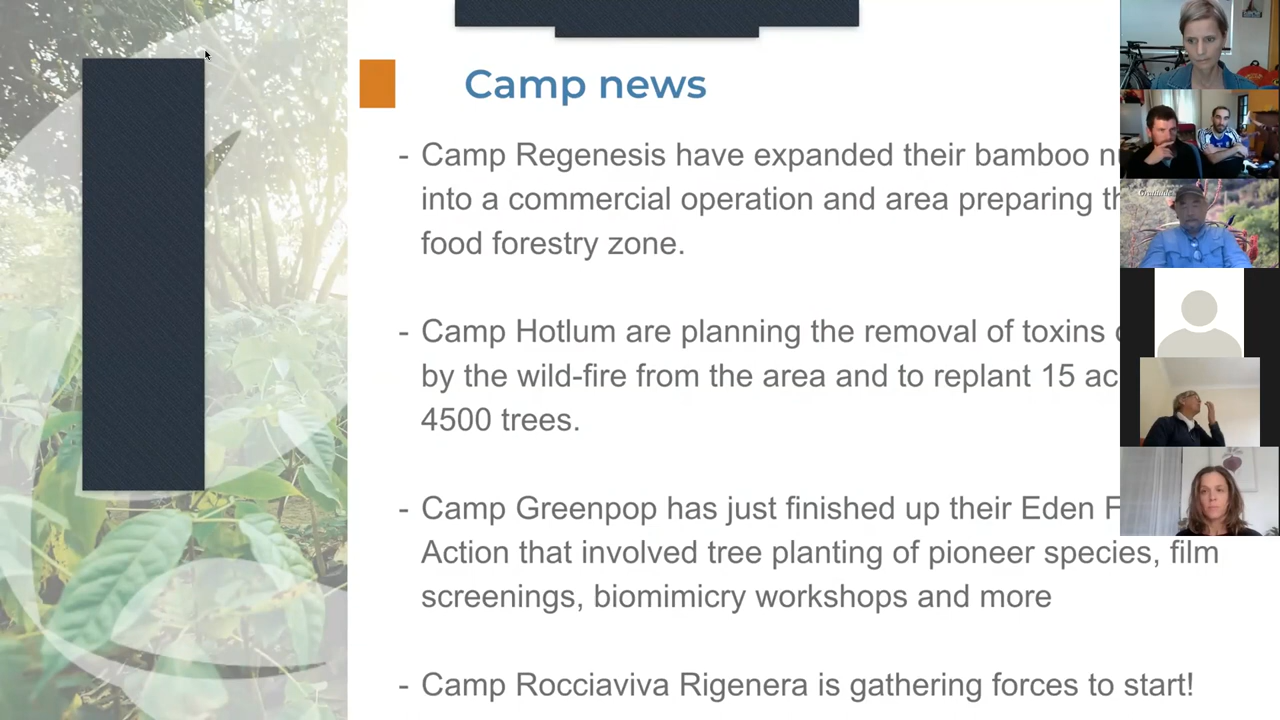 Camp news
- Camp Regenesis have expanded their bamboo
into a commercial operation and area preparing
food forestry zone.
- Camp Hotlum are planning the removal of toxins
by the wild-fire from the area and to replant 15
4500 trees.
- Camp Greenpop has just finished up their Eden
Action that involved tree planting of pioneer species, film
screenings, biomimicry workshops and more
- Camp Rocciaviva Rigenera is gathering forces to start!
Gratitude